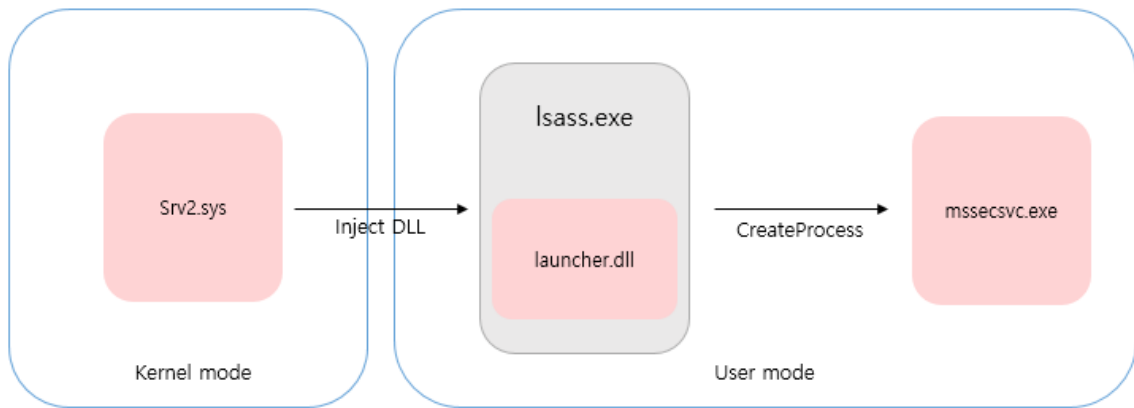 lsass.exe
Srv2.sys
Inject DLL
launcher.dll
CreateProcess
mssecsvc.exe
Kernel mode
User mode